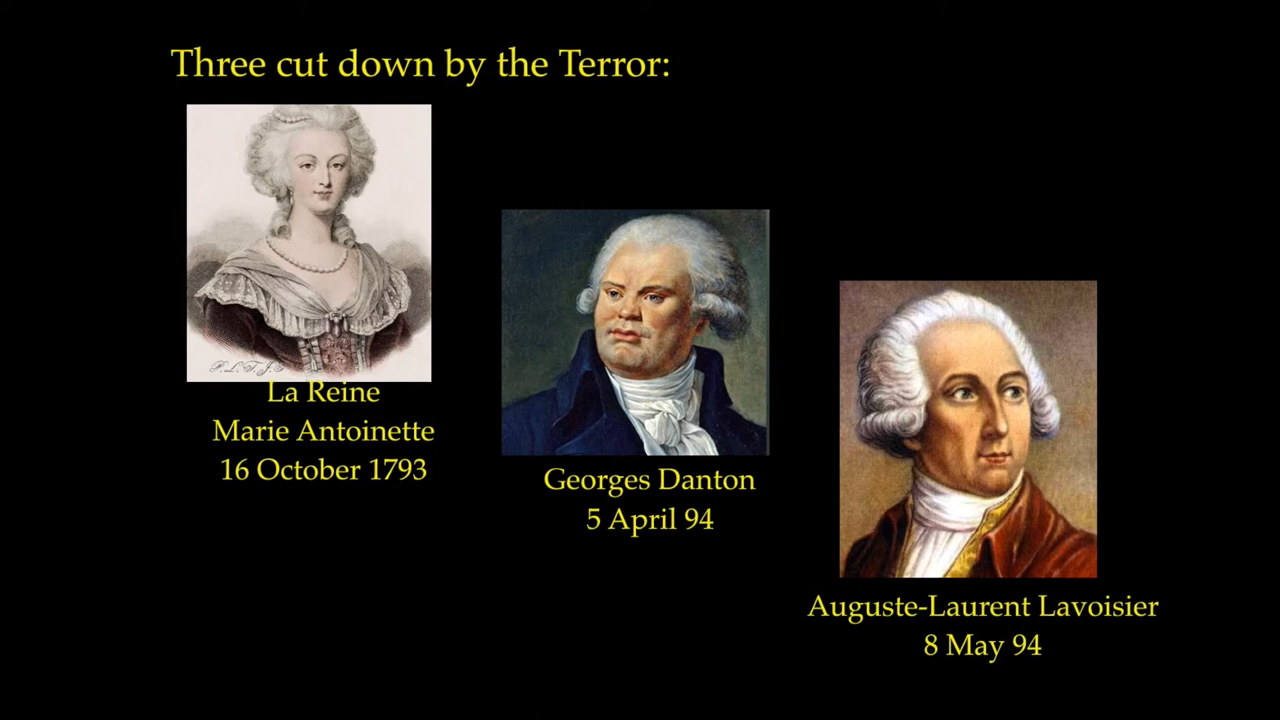 Three cut down by the Terror:
P.L.T.J.S
La Reine
Marie Antoinette
16 October 1793
Georges Danton
5 April 94
Auguste-Laurent Lavoisier
8 May 94